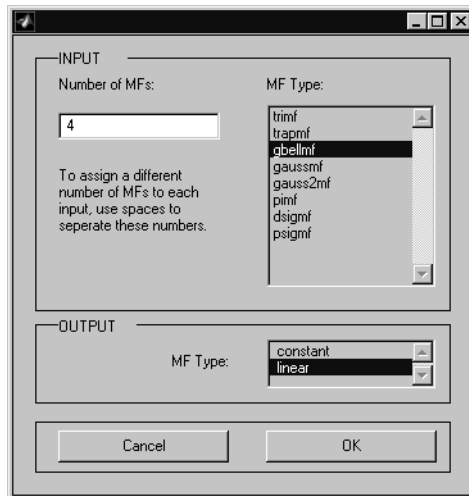 INPUT
Number of MFs:
4
To assign a different
number of MFs to each
input, use spaces to
seperate these numbers.
MF Type:
trimf
trapmf
gbellmf
gaussmf
gauss2mf
pimf
dsigmf
psigmf
OUTPUT
MF Type:
constant
linear
Cancel
OK